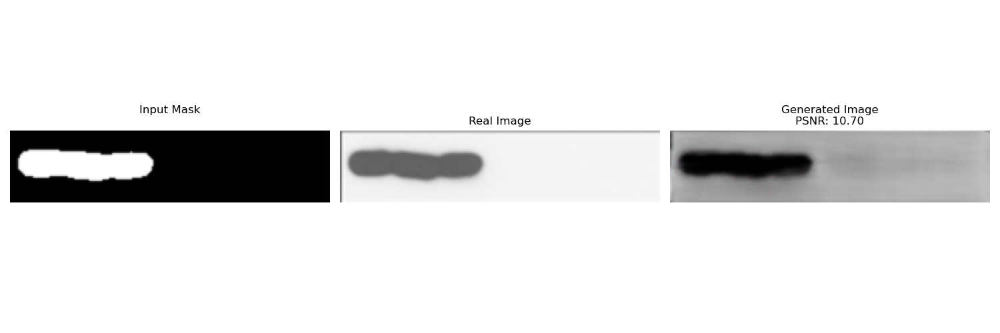 Input Mask
Real Image
Generated Image
PSNR: 10.70